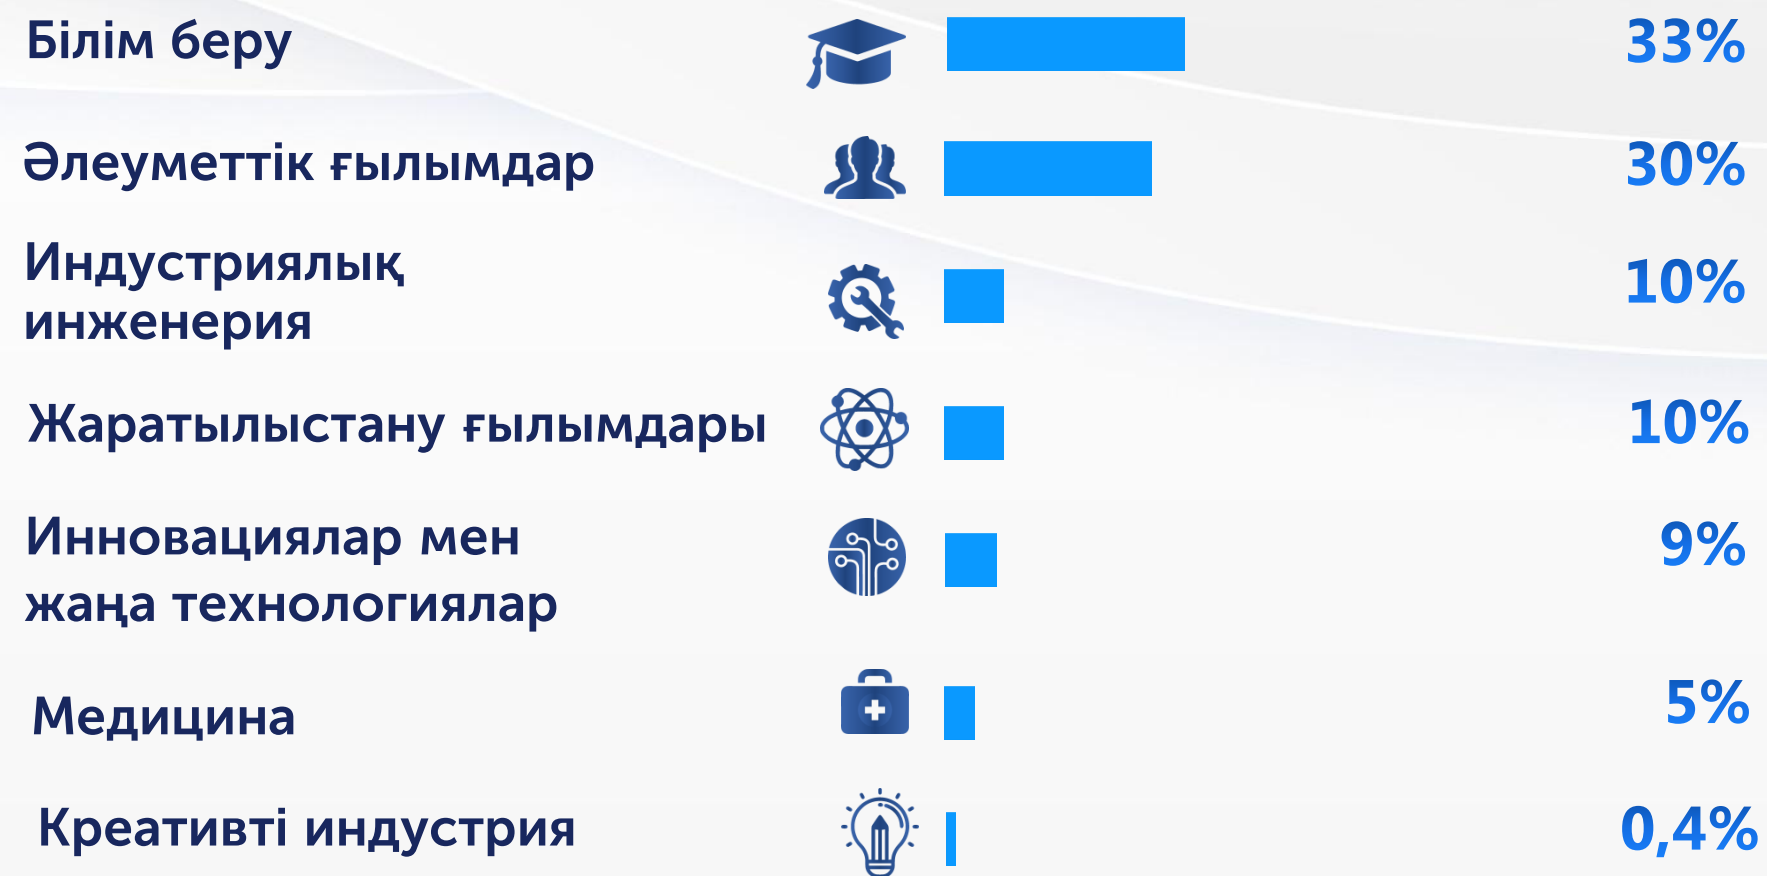 Білім беру 33%
Әлеуметтік ғылымдар 30%
Индустриялық
инженерия 10%
Жаратылыстану ғылымдары 10%
Инновациялар мен
жаңа технологиялар 9%
Медицина 5%
Креативті индустрия 0,4%